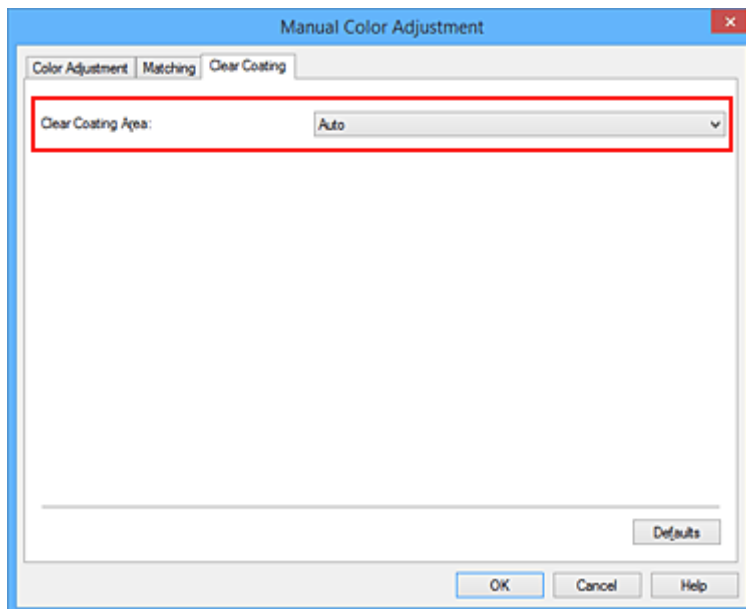 Manual Color Adjustment
Color Adjustment Matching Clear Coating
Clear Coating Area: Auto
Defaults
OK Cancel Help